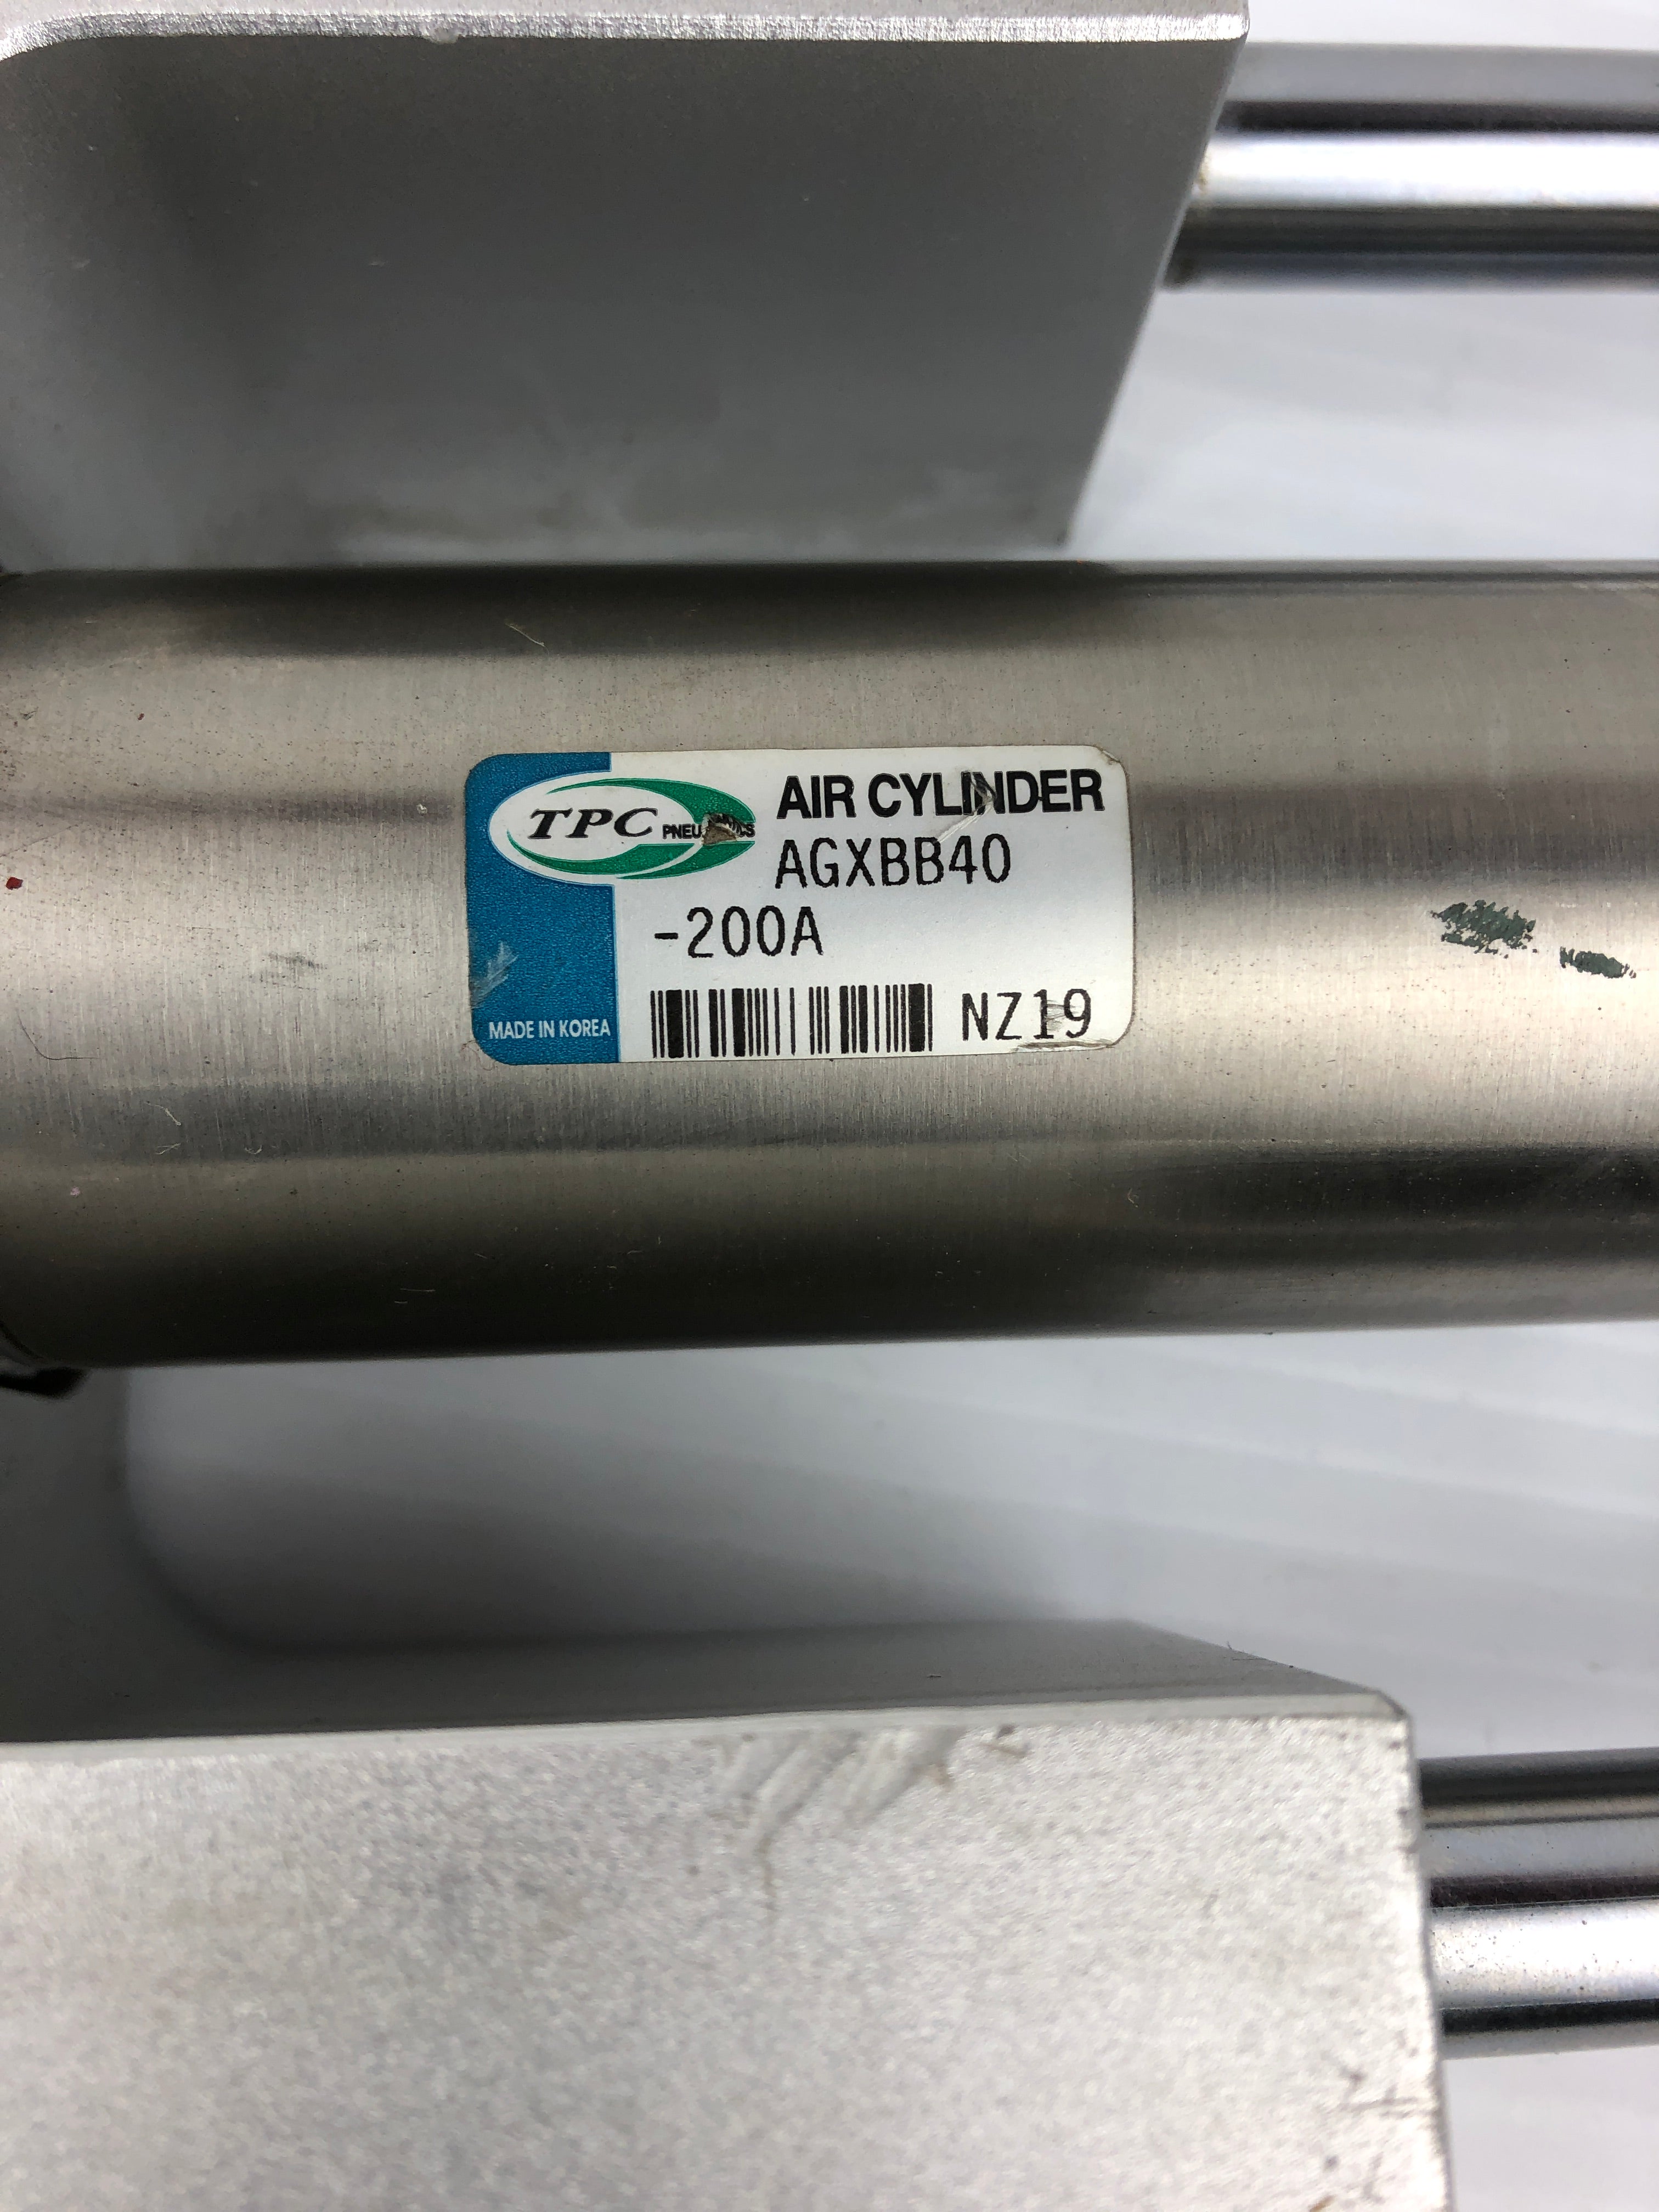 TPC
AIR CYLINDER
AGXBB40
-200A
MADE IN KOREA
NZ19